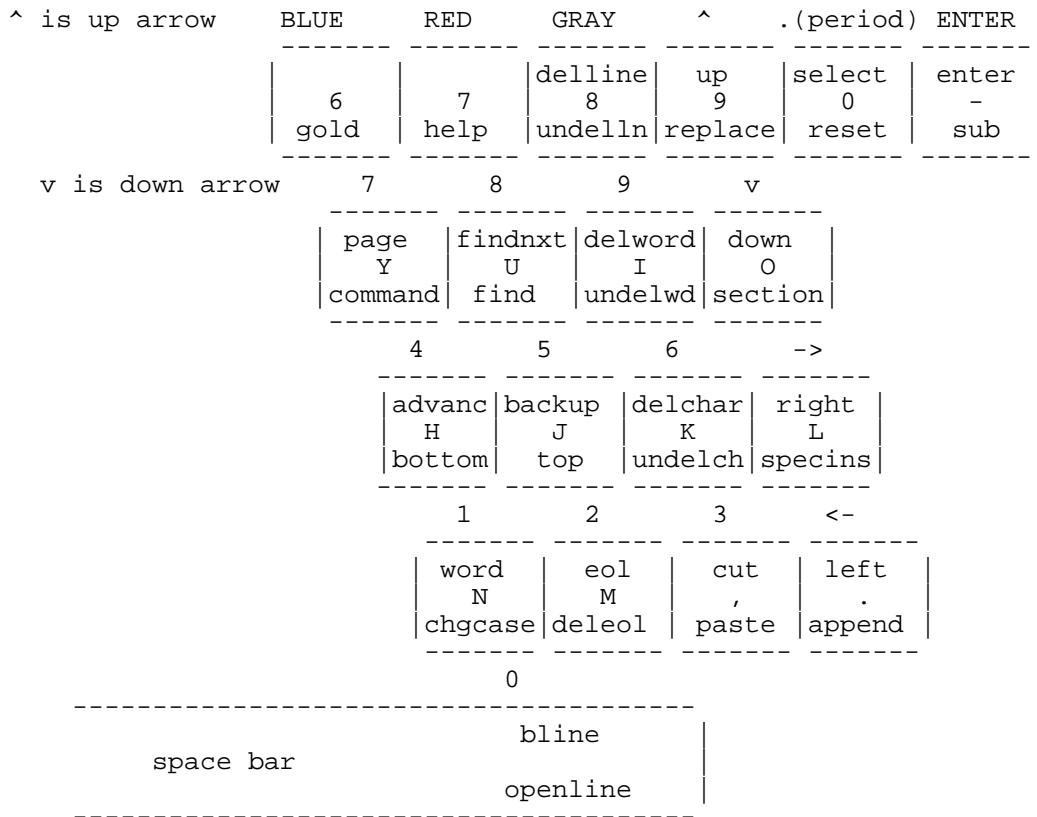 ^ is up arrow BLUE RED GRAY ^ .(period) ENTER
------- ------- ------- ------- ------- -------
| | |delline| up |select | enter
| 6 | 7 | 8 | 9 | 0 | -
| gold | help |undelln|replace| reset | sub
------- ------- ------- ------- ------- -------
v is down arrow 7 8 9 v
------- ------- ------- -------
| page |findnxt|delword| down |
| Y | U | I | O |
|command| find |undelwd|section|
------- ------- ------- -------
4 5 6 ->
------- ------- ------- -------
|advanc|backup |delchar| right |
| H | J | K | L |
|bottom| top |undelch|specins|
------- ------- ------- -------
1 2 3 <-
------- ------- ------- -------
| word | eol | cut | left |
| N | M | , | . |
|chgcase|deleol | paste |append |
------- ------- ------- -------
0
---------------------------------------
bline |
space bar |
openline |
---------------------------------------